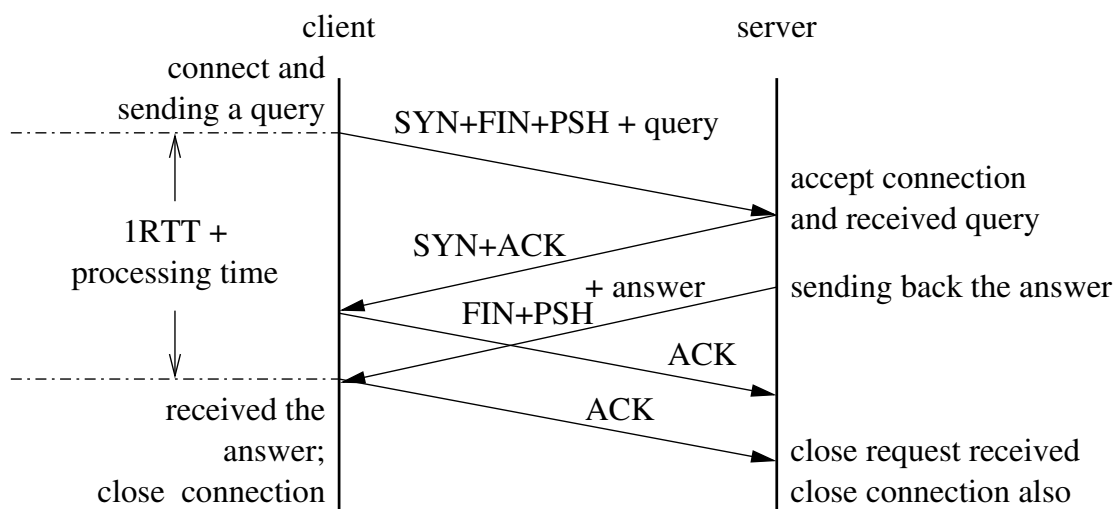 client
server
connect and
sending a query
SYN+FIN+PSH + query
accept connection
and received query
1RTT +
processing time
SYN+ACK
+ answer
sending back the answer
FIN+PSH
ACK
ACK
received the
answer;
close connection
close request received
close connection also